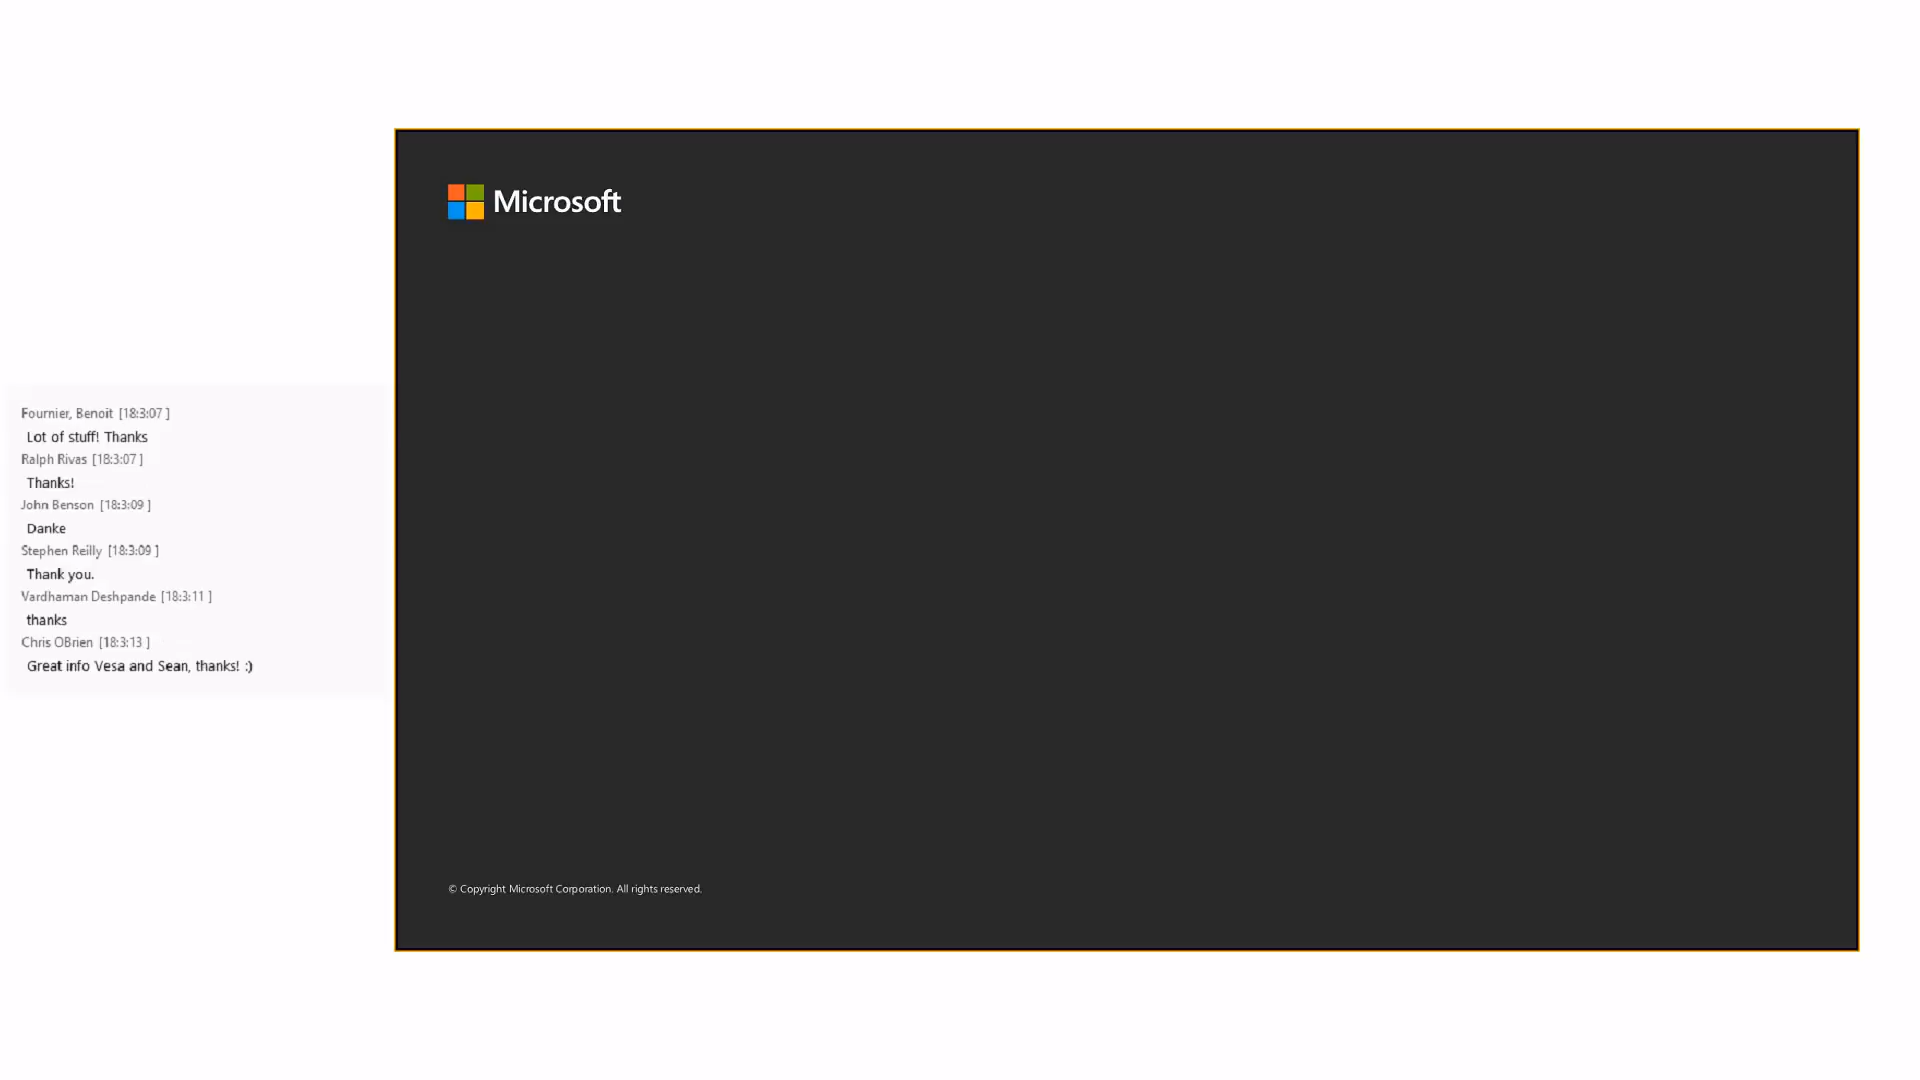 Fournier, Benoit [18:3:07 ]
Lot of stuff! Thanks
Ralph Rivas [18:3:07 ]
Thanks!
John Benson [18:3:09 ]
Danke
Stephen Reilly [18:3:09 ]
Thank you.
Vardhaman Deshpande [18:3:11 ]
thanks
Chris OBrien [18:3:13 ]
Great info Vesa and Sean, thanks! :)
Microsoft
© Copyright Microsoft Corporation. All rights reserved.